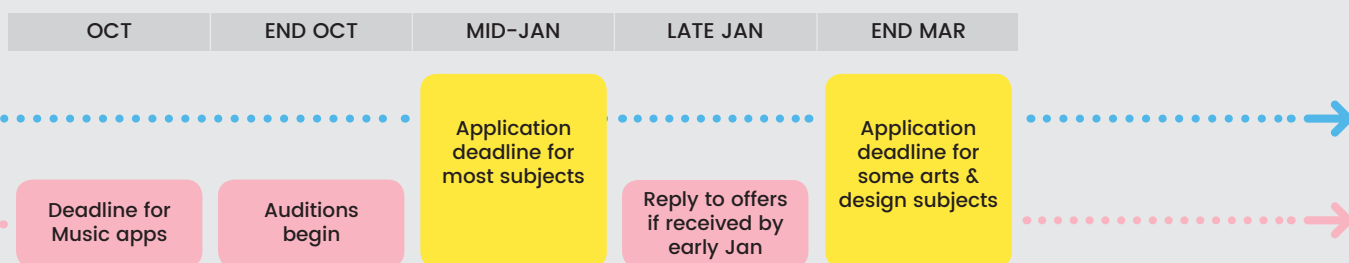 OCT
END OCT
MID-JAN
LATE JAN
END MAR
Deadline for
Music apps
Auditions
begin
Application
deadline for
most subjects
Reply to offers
if received by
early Jan
Application
deadline for
some arts &
design subjects